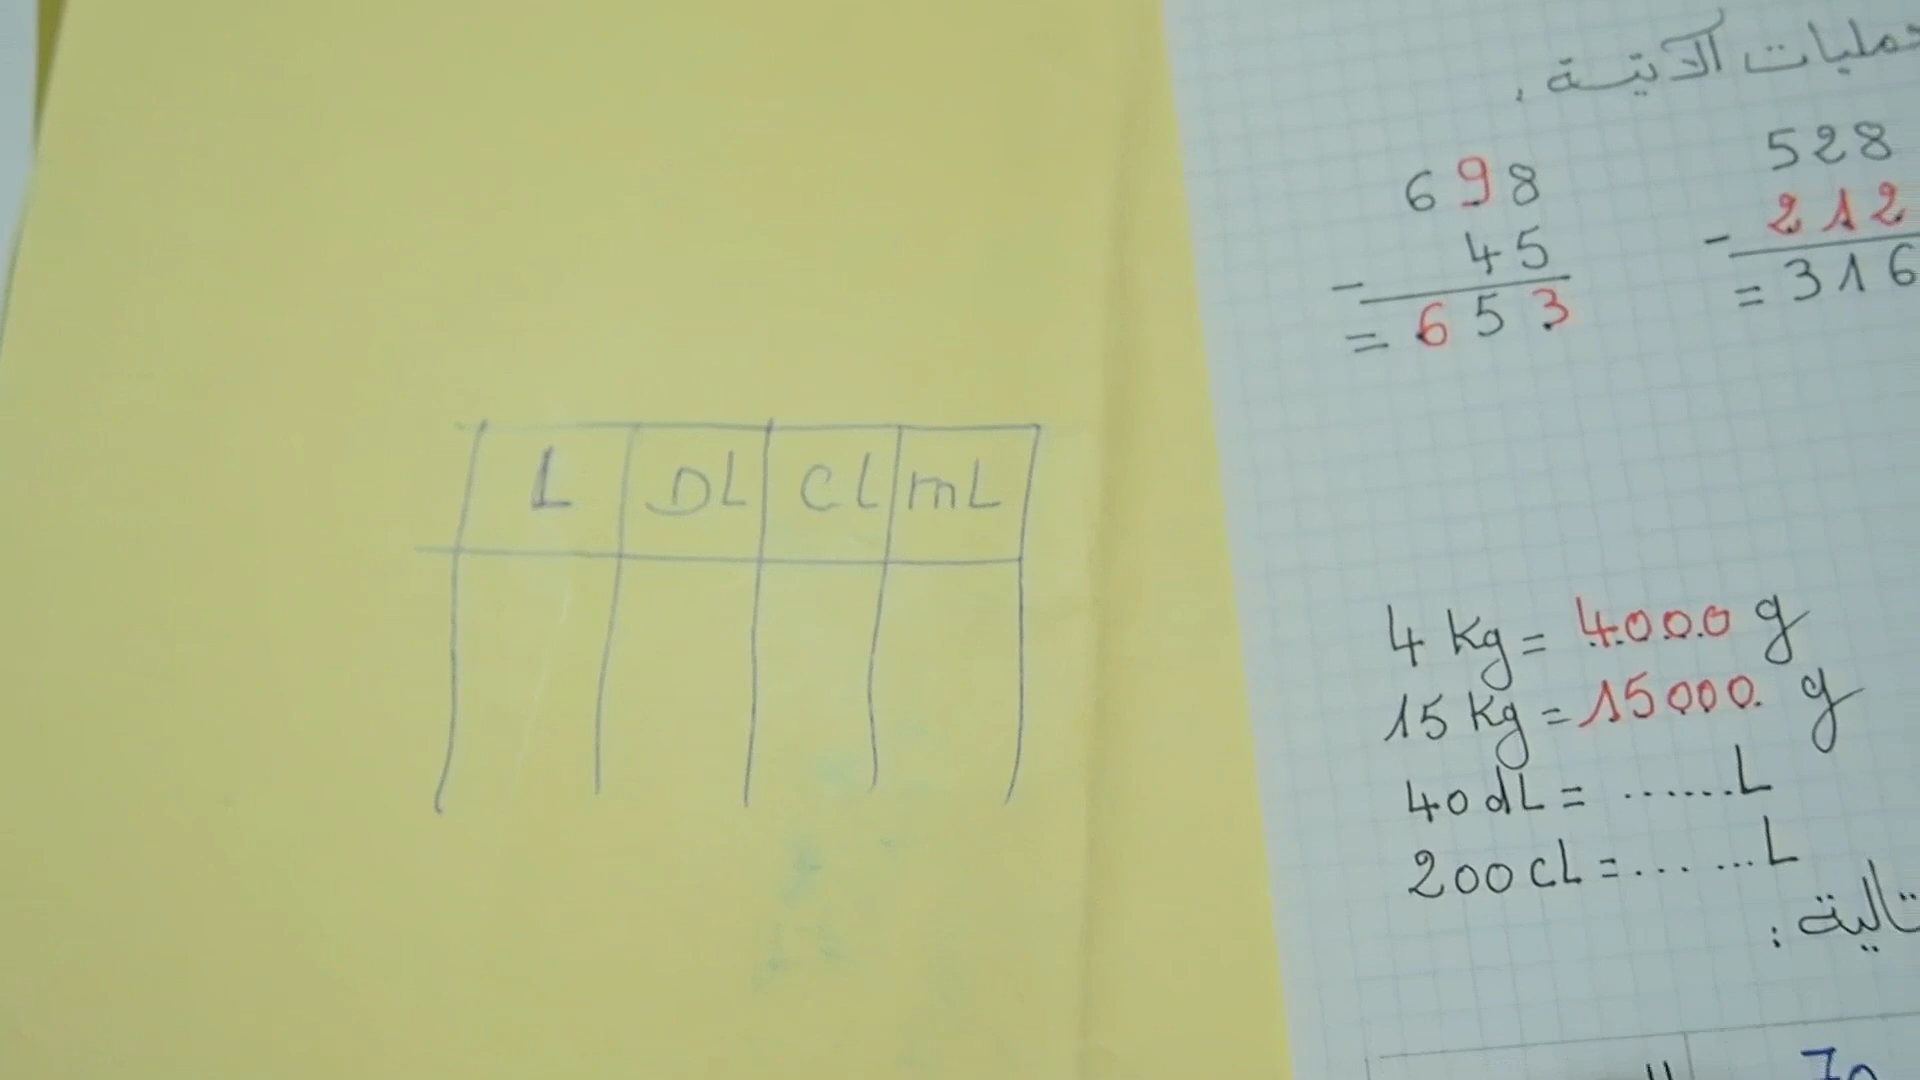 L DL CL mL
عمليات الآتية.
698
- 45
= 653
528
- 212
= 316
4 Kg = 4000 g
15 Kg = 15000 g
40 dL = ......L
200 cL = ......L
تالية :